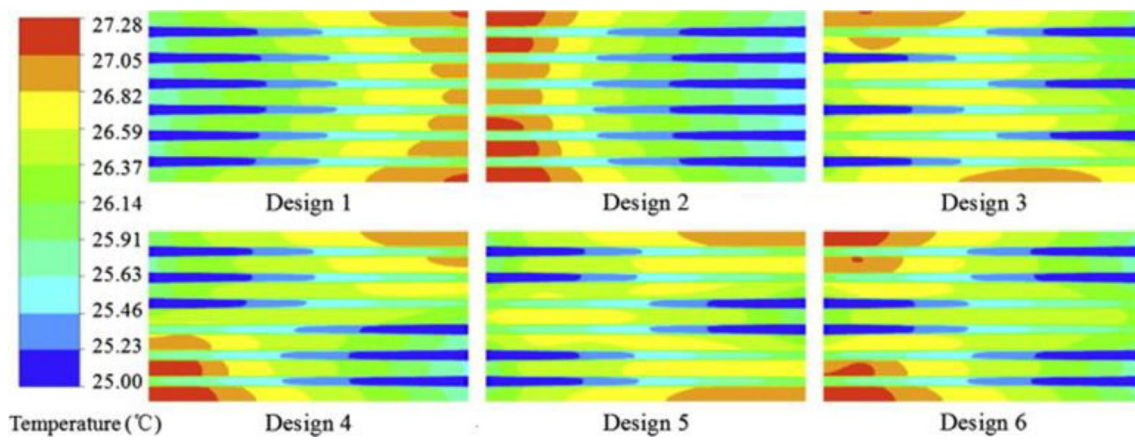 27.28
27.05
26.82
26.59
26.37
26.14
25.91
25.63
25.46
25.23
25.00
Temperature (℃)
Design 1
Design 2
Design 3
Design 4
Design 5
Design 6